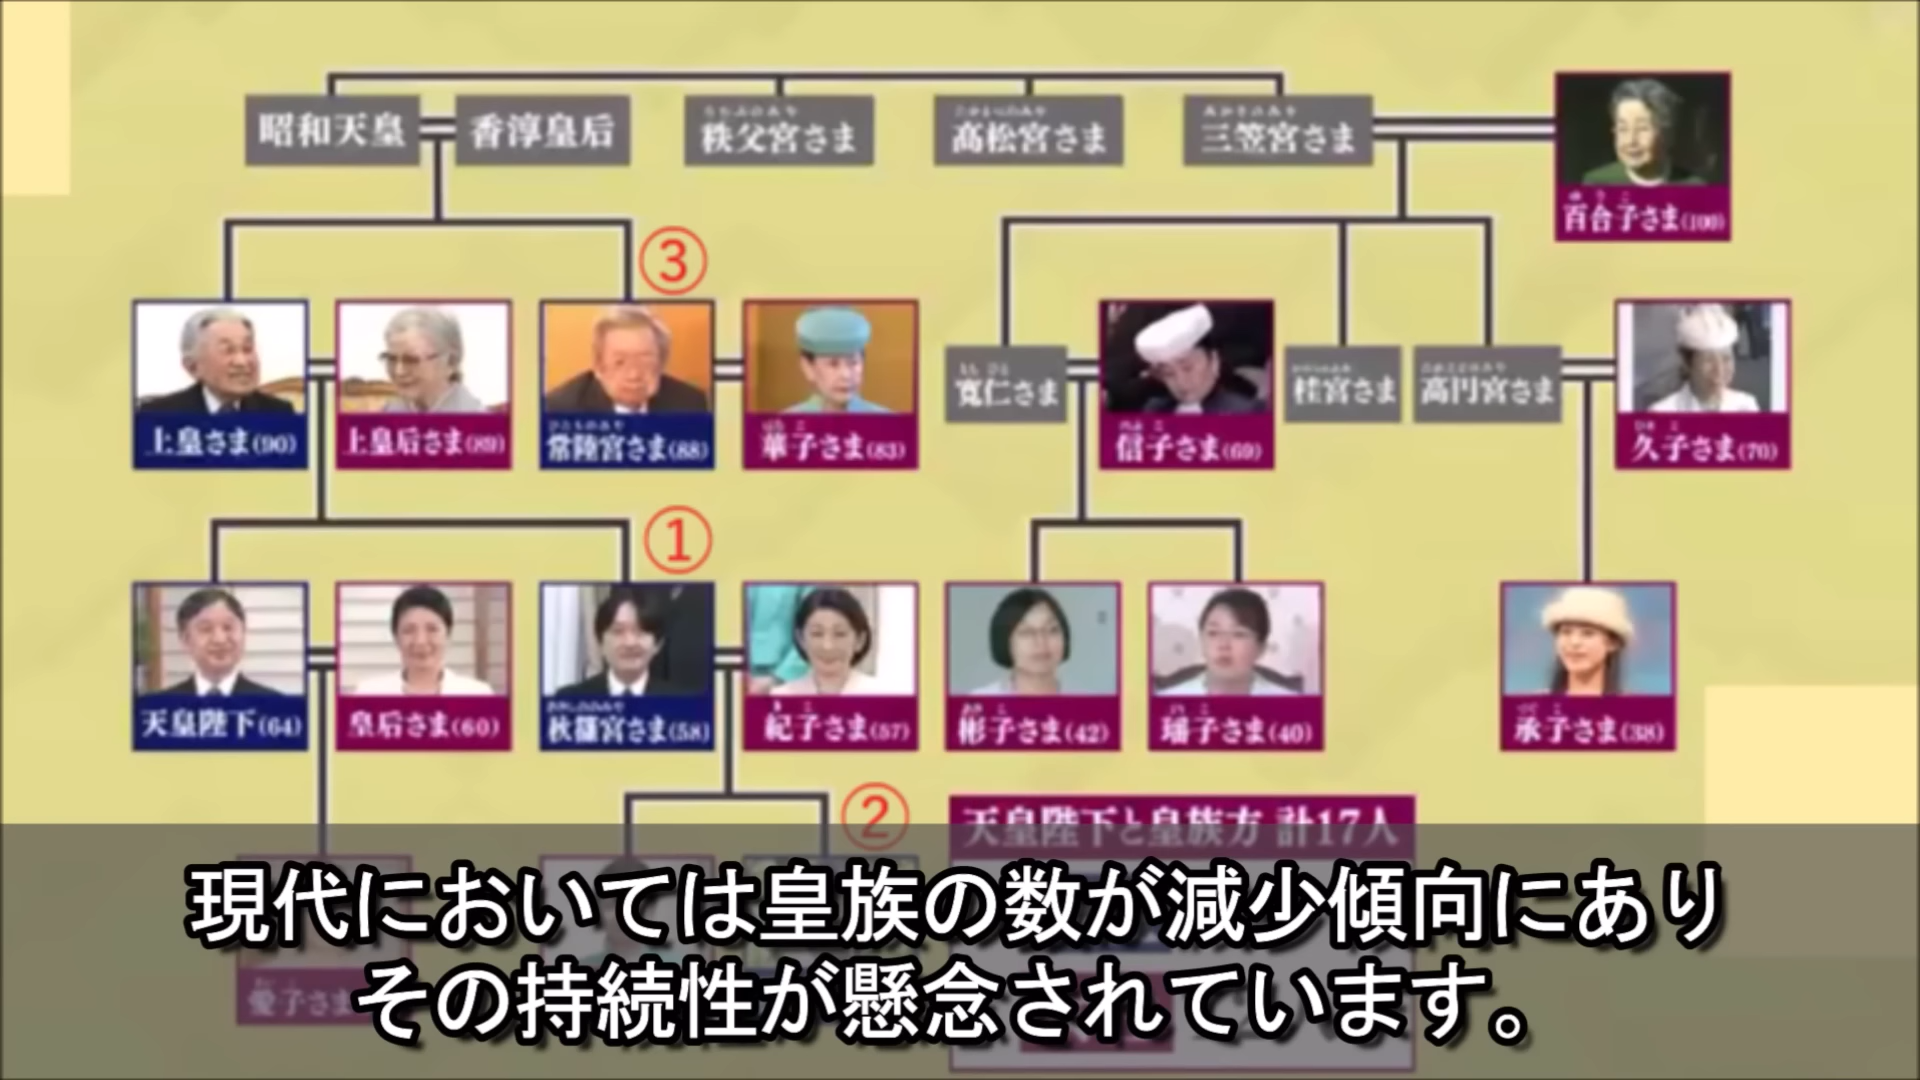 昭和天皇
香淳皇后
秩父宮さま
高松宮さま
三笠宮さま
百合子さま(100)
③
上皇さま(90)
上皇后さま(89)
常陸宮さま(88)
華子さま(83)
寛仁さま
信子さま(69)
桂宮さま
高円宮さま
久子さま(70)
①
天皇陛下(64)
皇后さま(60)
秋篠宮さま(58)
紀子さま(57)
彬子さま(42)
瑶子さま(40)
承子さま(38)
②
天皇陛下と皇族方 計17人
愛子さま
現代においては皇族の数が減少傾向にあり
その持続性が懸念されています。